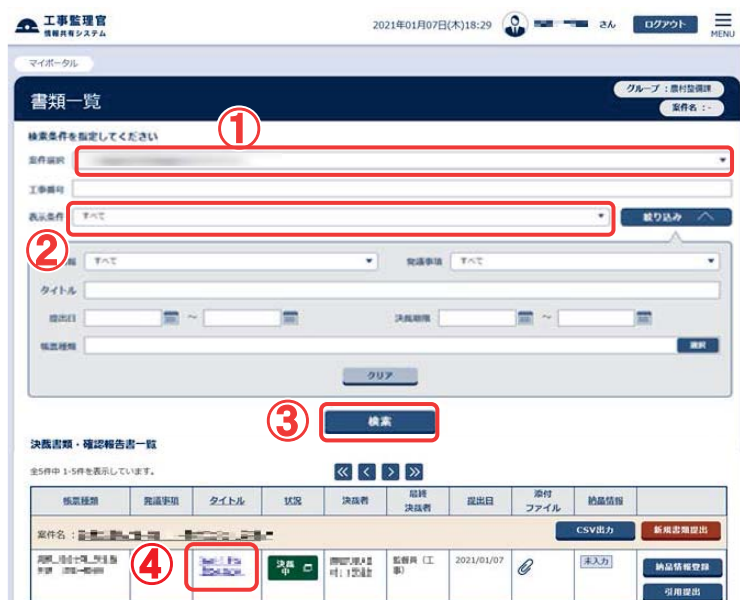 工事監理官
情報共有システム
2021年01月07日(木)18:29
さん
ログアウト
MENU
マイポータル
書類一覧
グループ：農村整備課
案件名：-
検索条件を指定してください
①
案件選択
工事番号
表示条件
すべて
絞り込み
②
すべて
発議事項
すべて
タイトル
提出日
～
決裁期限
～
帳票種類
選択
クリア
③
検索
決裁書類・確認報告書一覧
全5件中 1-5件を表示しています。
帳票種類 発議事項 タイトル 状況 決裁者 最終決裁者 提出日 添付ファイル 納品情報
案件名：
CSV出力
新規書類提出
④
決裁中
監督員（工事）
2021/01/07
未入力
納品情報登録
引用提出